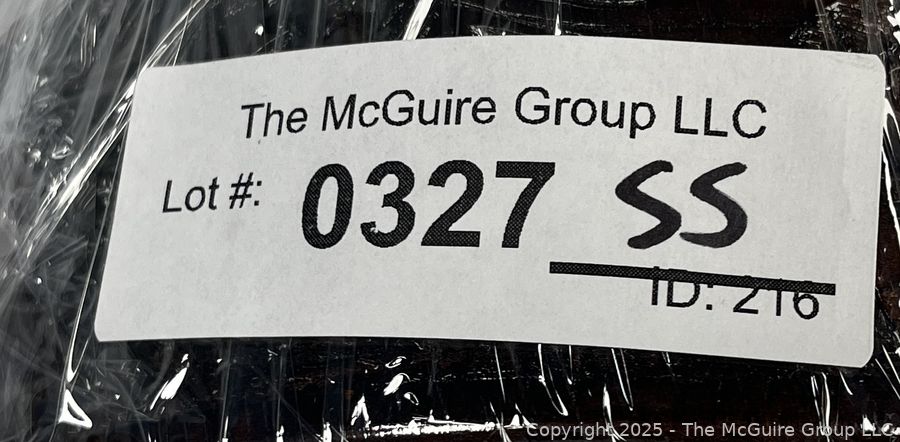 The McGuire Group LLC
Lot #: 0327 SS
ID: 216
Copyright 2025 - The McGuire Group LLC